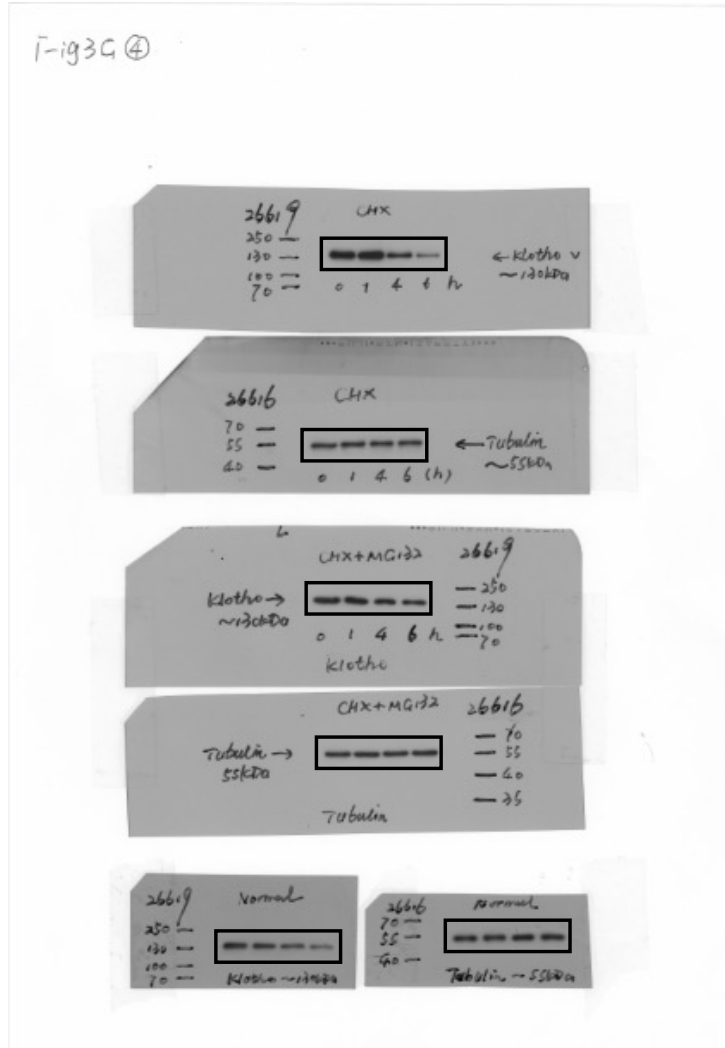 Fig3G ④
26619 CHX
250
130 ← Klotho ∨
100 ~130kDa
70 0 1 4 6 h
26616 CHX
70
55 ← Tubulin
40 ~55kDa
0 1 4 6 (h)
CHX+MG132 26619
Klotho → 250
~130kDa 130
100
0 1 4 6 h 70
Klotho
CHX+MG132 26616
70
Tubulin → 55
55kDa 40
35
Tubulin
26619 Normal
250
130
100
70 Klotho ~130kDa
26616 Normal
70
55
40 Tubulin ~55kDa